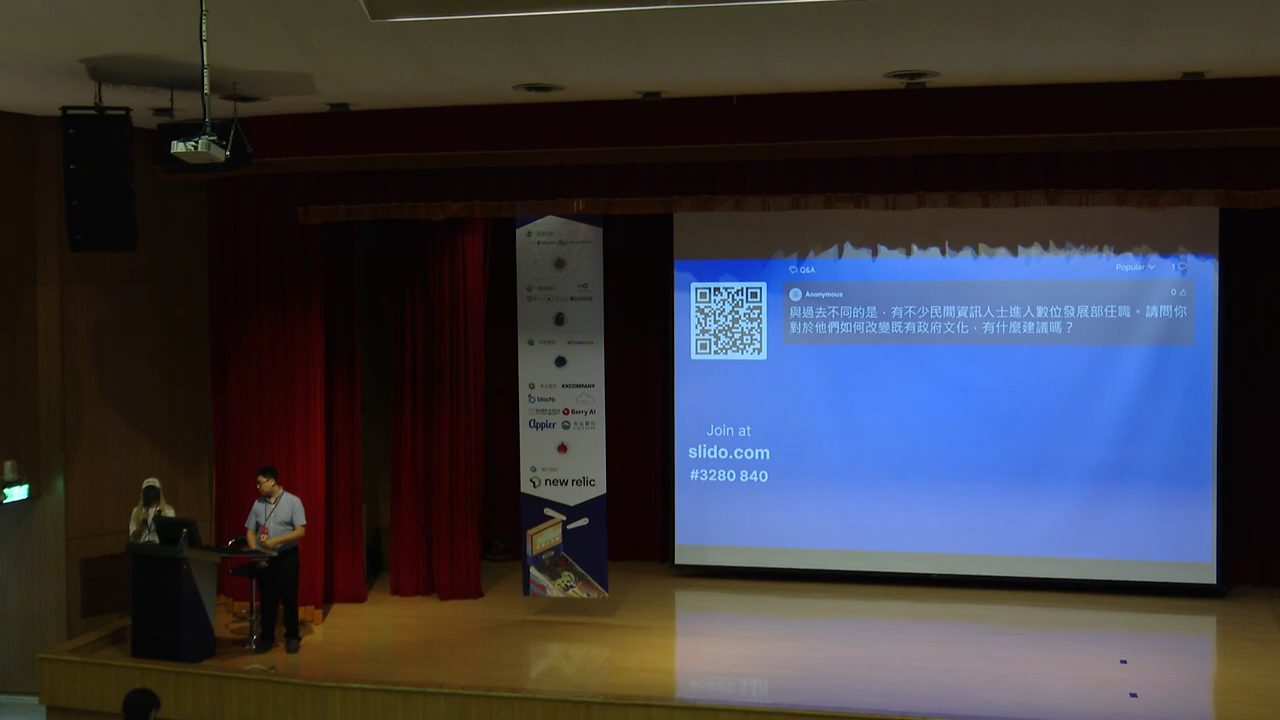 KKCOMPANY
blocto
Berry AI
Appier
new relic
Q&A
Popular
1
Anonymous
0
與過去不同的是，有不少民間資訊人士進入數位發展部任職。請問你
對於他們如何改變既有政府文化，有什麼建議嗎？
Join at
slido.com
#3280 840